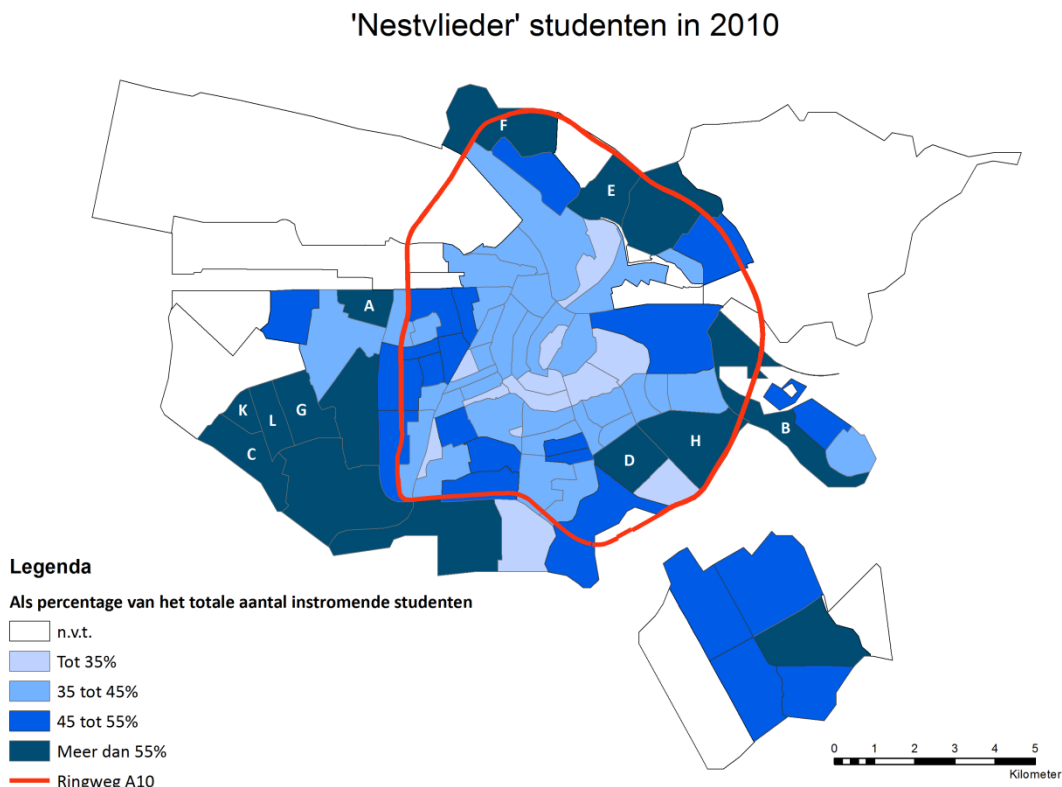 'Nestvlieder' studenten in 2010
F
E
A
K
L
G
C
B
H
D
Legenda
Als percentage van het totale aantal instromende studenten
n.v.t.
Tot 35%
35 tot 45%
45 tot 55%
Meer dan 55%
Ringweg A10
0 1 2 3 4 5
Kilometer